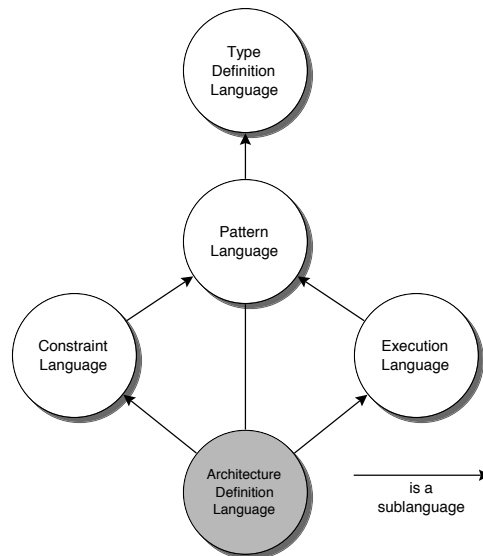 Type
Definition
Language
Pattern
Language
Constraint
Language
Execution
Language
Architecture
Definition
Language
is a
sublanguage